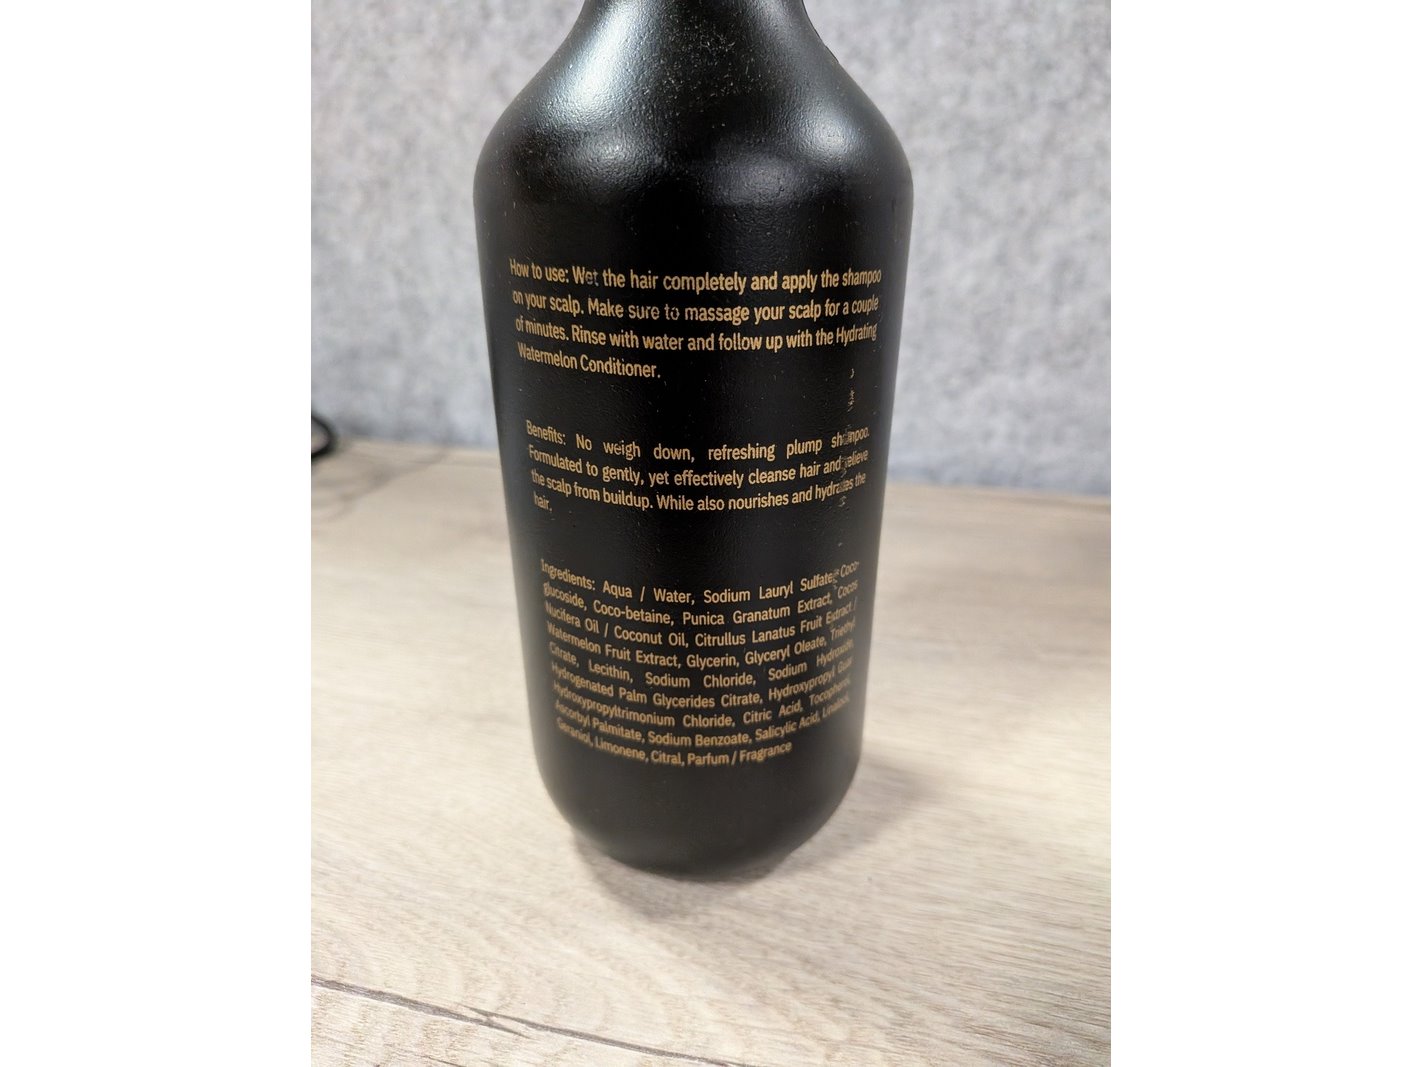 How to use: Wet the hair completely and apply the shampoo
on your scalp. Make sure to massage your scalp for a couple
of minutes. Rinse with water and follow up with the Hydrating
Watermelon Conditioner.
Benefits: No weigh down, refreshing plump shampoo.
Formulated to gently, yet effectively cleanse hair and relieve
the scalp from buildup. While also nourishes and hydrates the
hair.
Ingredients: Aqua / Water, Sodium Lauryl Sulfate, Coco-
glucoside, Coco-betaine, Punica Granatum Extract, Cocos
Nucifera Oil / Coconut Oil, Citrullus Lanatus Fruit Extract /
Watermelon Fruit Extract, Glycerin, Glyceryl Oleate, Triethyl
Citrate, Lecithin, Sodium Chloride, Sodium Hydroxide,
Hydrogenated Palm Glycerides Citrate, Hydroxypropyl Guar
Hydroxypropyltrimonium Chloride, Citric Acid, Tocopherol,
Ascorbyl Palmitate, Sodium Benzoate, Salicylic Acid, Linalool,
Geraniol, Limonene, Citral, Parfum / Fragrance